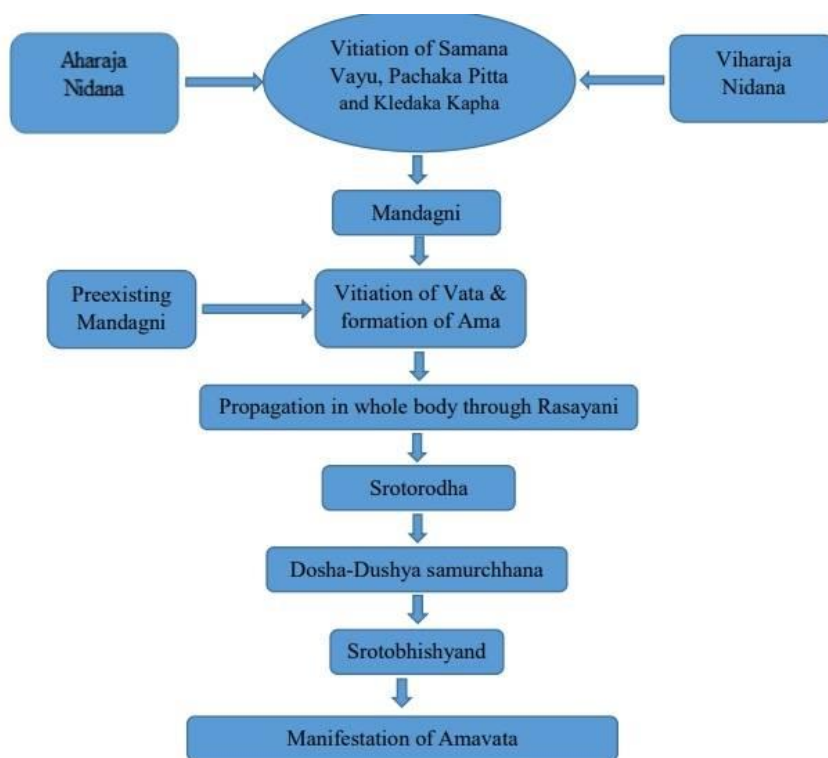 Aharaja
Nidana
Vitiation of Samana
Vayu, Pachaka Pitta
and Kledaka Kapha
Viharaja
Nidana
Mandagni
Preexisting
Mandagni
Vitiation of Vata &
formation of Ama
Propagation in whole body through Rasayani
Srotorodha
Dosha-Dushya samurchhana
Srotobhishyand
Manifestation of Amavata